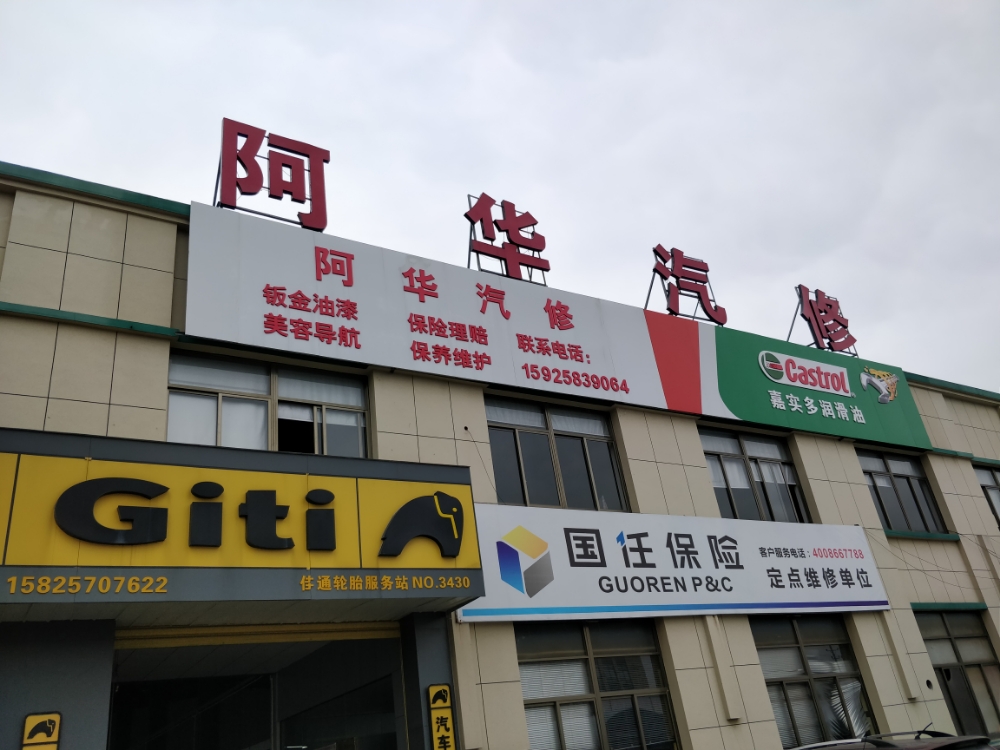 阿华汽修
阿华汽修
钣金油漆 保险理赔 联系电话:
美容导航 保养维护 15925839064
Castrol
嘉实多润滑油
Giti
15825707622 佳通轮胎服务站 NO.3430
国任保险
GUOREN P&C
客户服务电话:4008667788
定点维修单位
汽车